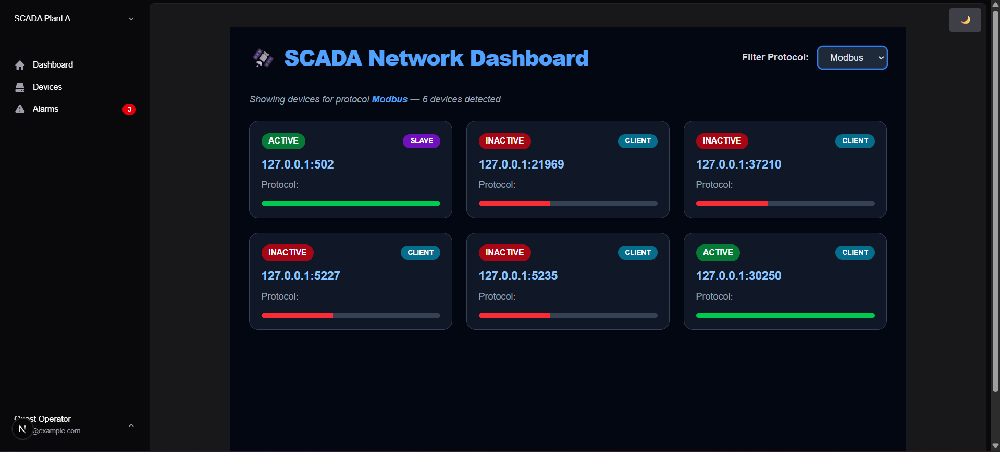 SCADA Plant A
Dashboard
Devices
Alarms 3
Guest Operator
@example.com
N
SCADA Network Dashboard
Filter Protocol: Modbus
Showing devices for protocol Modbus — 6 devices detected
ACTIVE SLAVE
127.0.0.1:502
Protocol:
INACTIVE CLIENT
127.0.0.1:21969
Protocol:
INACTIVE CLIENT
127.0.0.1:37210
Protocol:
INACTIVE CLIENT
127.0.0.1:5227
Protocol:
INACTIVE CLIENT
127.0.0.1:5235
Protocol:
ACTIVE CLIENT
127.0.0.1:30250
Protocol: